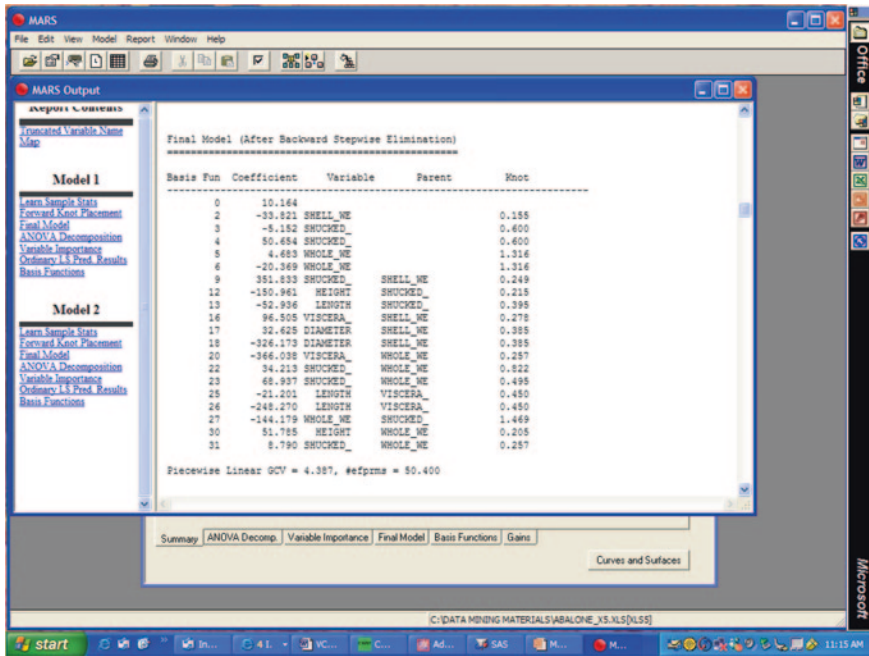 MARS
File Edit View Model Report Window Help
MARS Output
Report Contents
Truncated Variable Name
Map
Model 1
Learn Sample Stats
Forward Knot Placement
Final Model
ANOVA Decomposition
Variable Importance
Ordinary LS Pred. Results
Basis Functions
Model 2
Learn Sample Stats
Forward Knot Placement
Final Model
ANOVA Decomposition
Variable Importance
Ordinary LS Pred. Results
Basis Functions
Final Model (After Backward Stepwise Elimination)
==================================================
Basis Fun Coefficient Variable Parent Knot
0 10.164
2 -33.821 SHELL_WE 0.155
3 -5.152 SHUCKED_ 0.600
4 50.654 SHUCKED_ 0.600
5 4.683 WHOLE_WE 1.316
6 -20.369 WHOLE_WE 1.316
9 351.833 SHUCKED_ SHELL_WE 0.249
12 -150.961 HEIGHT SHUCKED_ 0.215
13 -52.936 LENGTH SHUCKED_ 0.395
16 96.505 VISCERA_ SHELL_WE 0.278
17 32.625 DIAMETER SHELL_WE 0.385
18 -326.173 DIAMETER SHELL_WE 0.385
20 -366.038 VISCERA_ WHOLE_WE 0.257
22 34.213 SHUCKED_ WHOLE_WE 0.822
23 68.937 SHUCKED_ WHOLE_WE 0.495
25 -21.201 LENGTH VISCERA_ 0.450
26 -248.270 LENGTH VISCERA_ 0.450
27 -144.179 WHOLE_WE SHUCKED_ 1.469
30 51.785 HEIGHT WHOLE_WE 0.205
31 8.790 SHUCKED_ WHOLE_WE 0.257
Piecewise Linear GCV = 4.387, #efprms = 50.400
Summary ANOVA Decomp. Variable Importance Final Model Basis Functions Gains
Curves and Surfaces
C:\DATA MINING MATERIALS\ABALONE_X5.XLS[XLS5]
start In... 4 I. VC... C... Ad... SAS M... M... 11:15 AM
Office
Microsoft